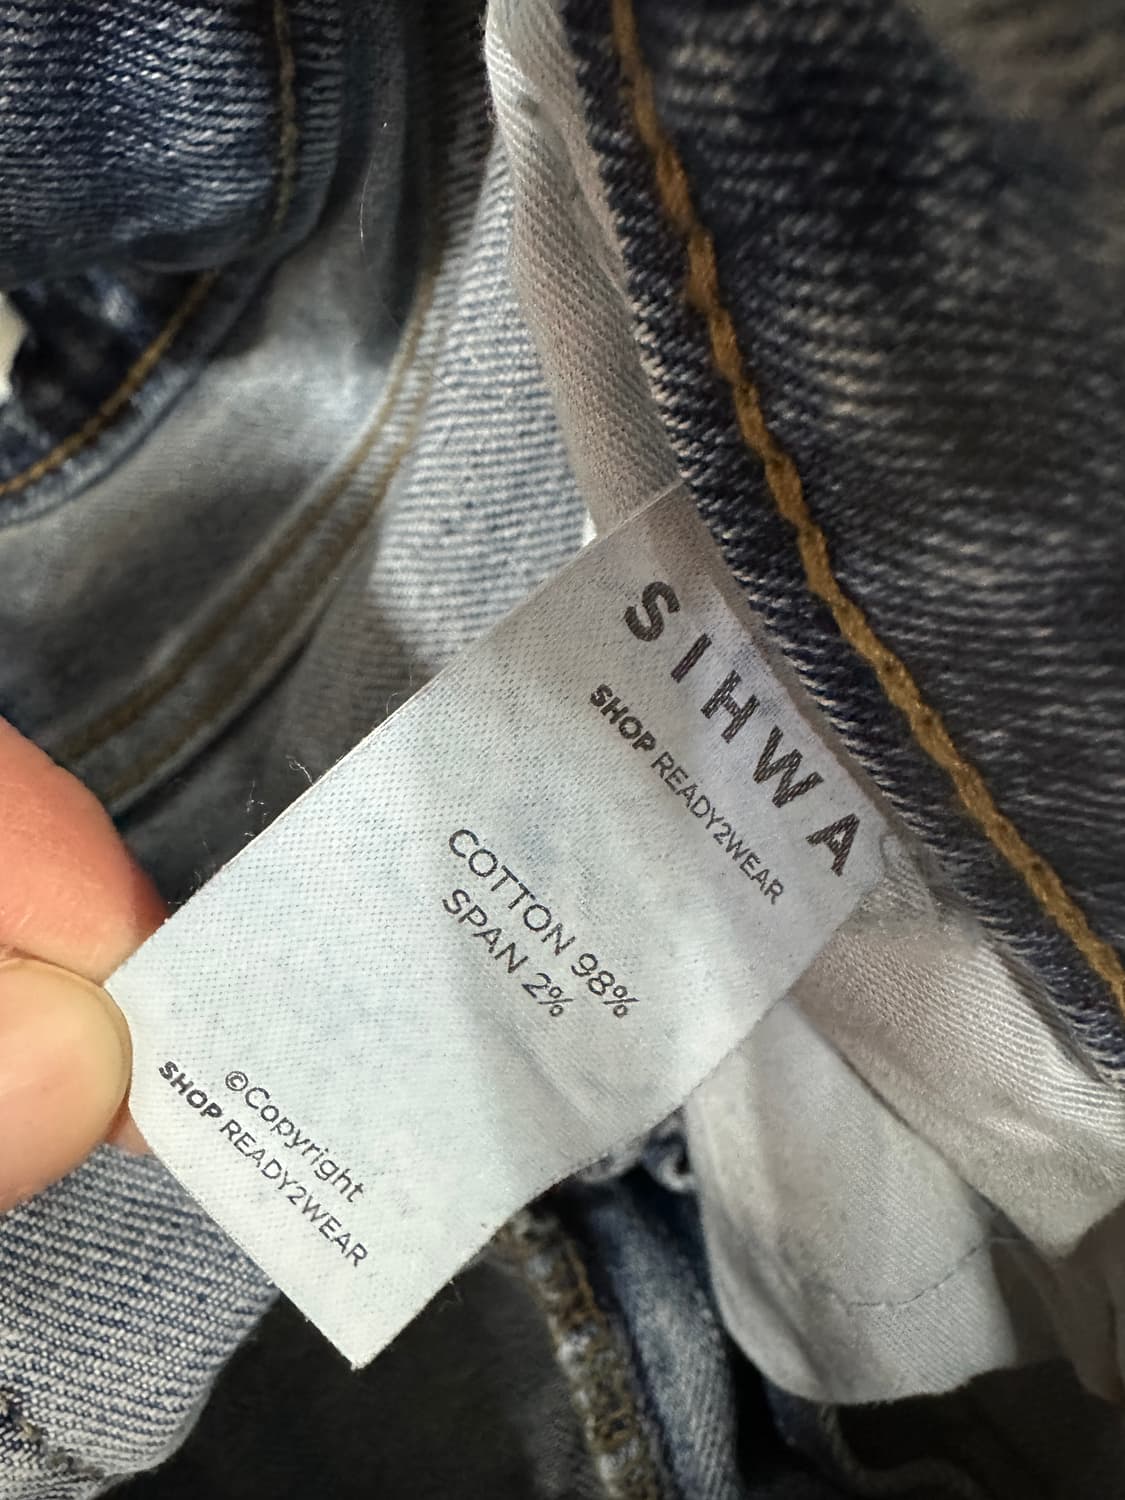 SIHWA
SHOP READY2WEAR
COTTON 98%
SPAN 2%
©Copyright
SHOP READY2WEAR